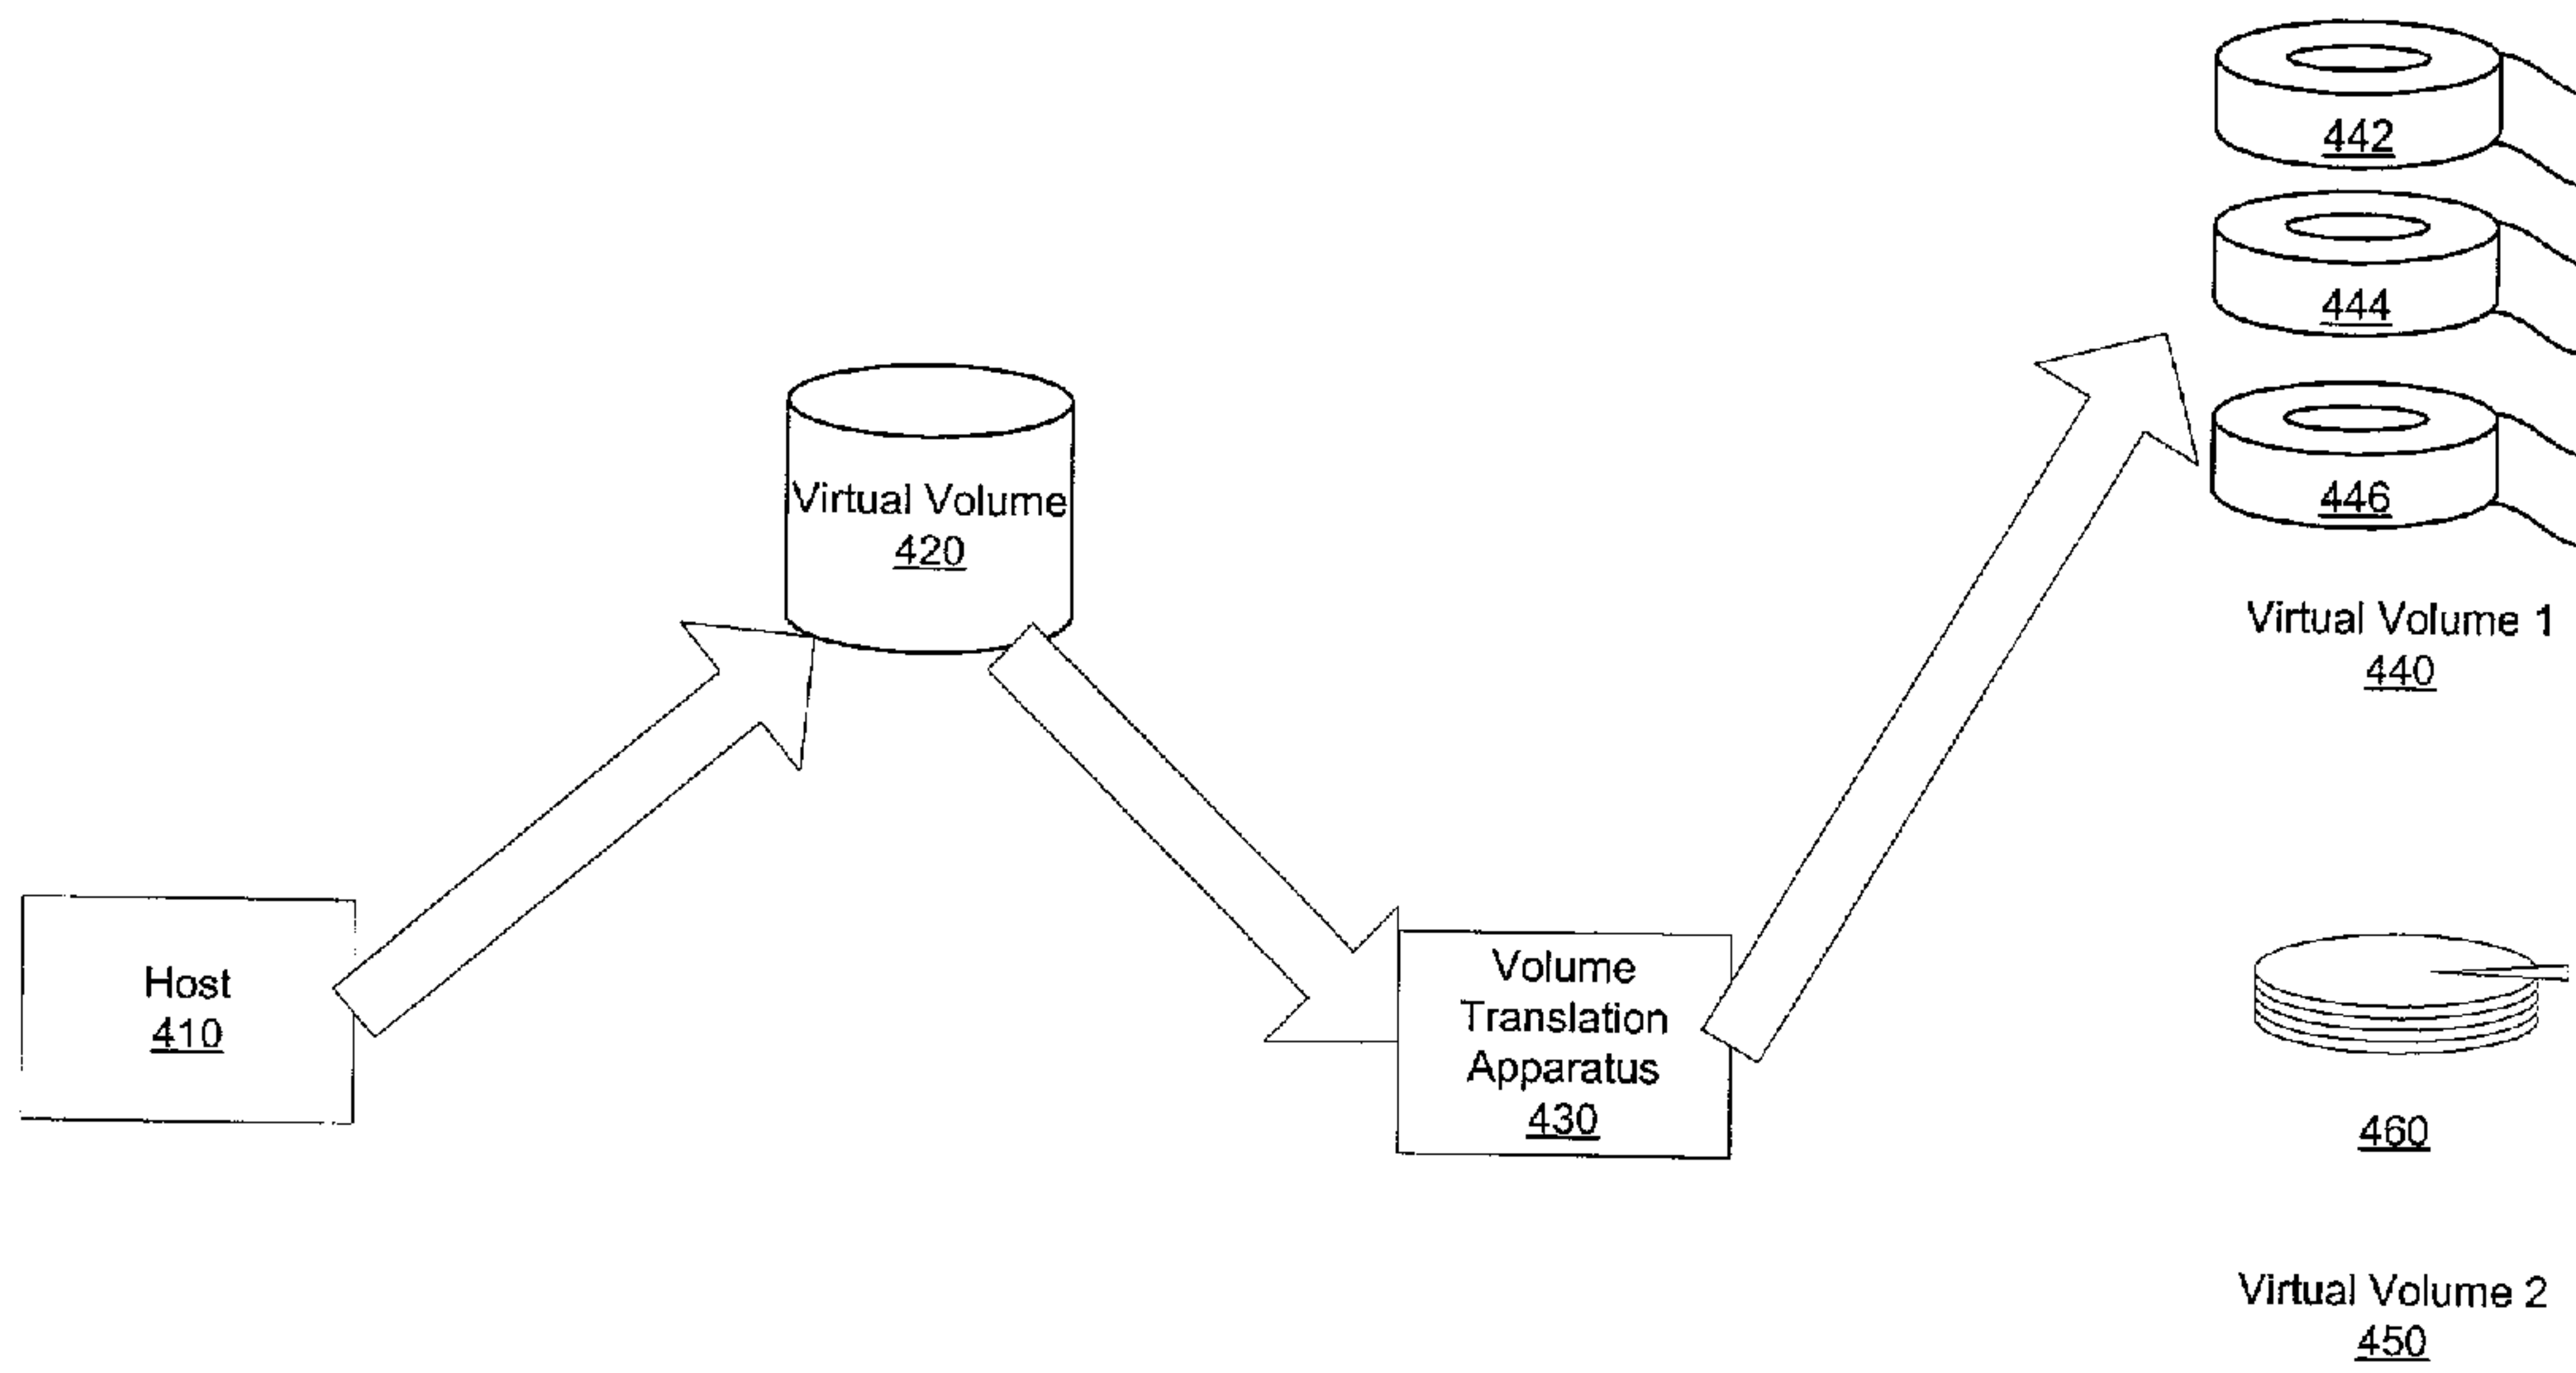 442
444
446
Virtual Volume 1
440
Virtual Volume
420
Host
410
Volume
Translation
Apparatus
430
460
Virtual Volume 2
450